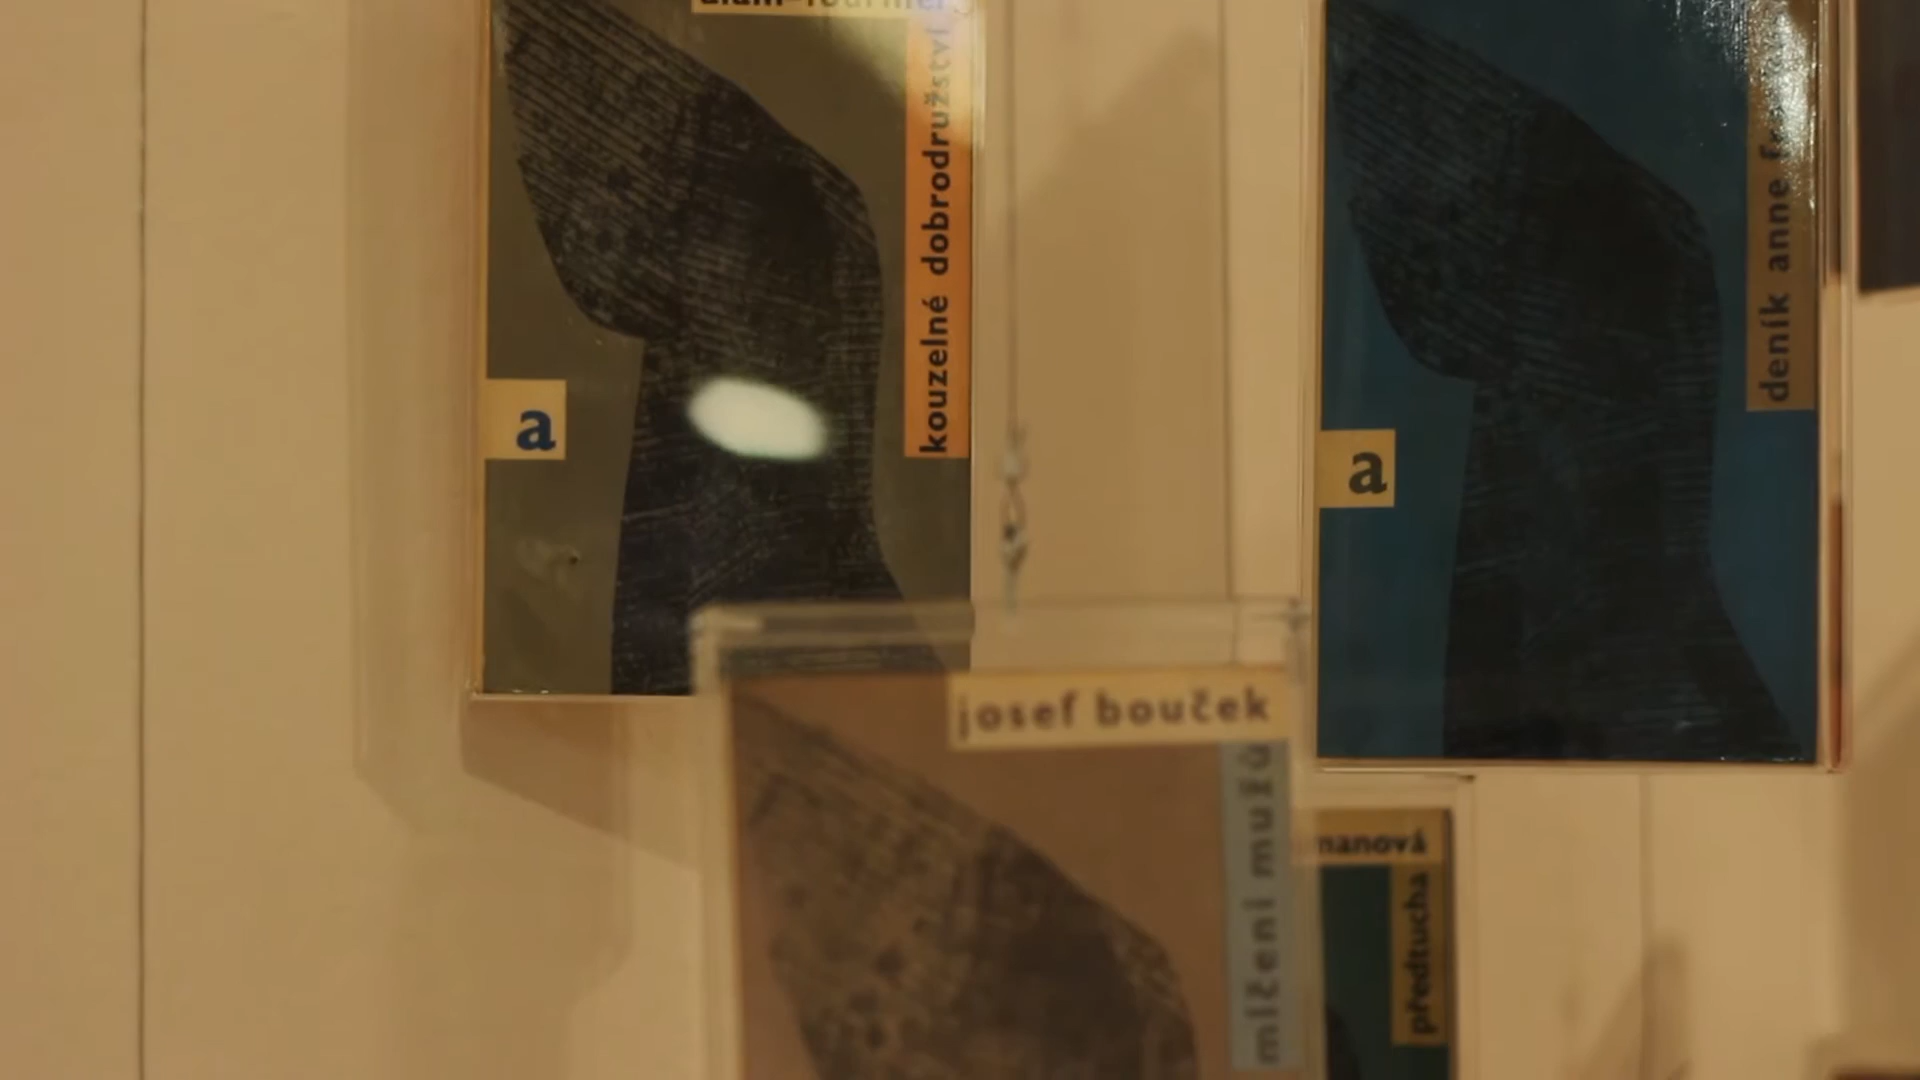 kouzelné dobrodružství
a
deník anne
a
josef bouček
mlčení mužů
předtucha